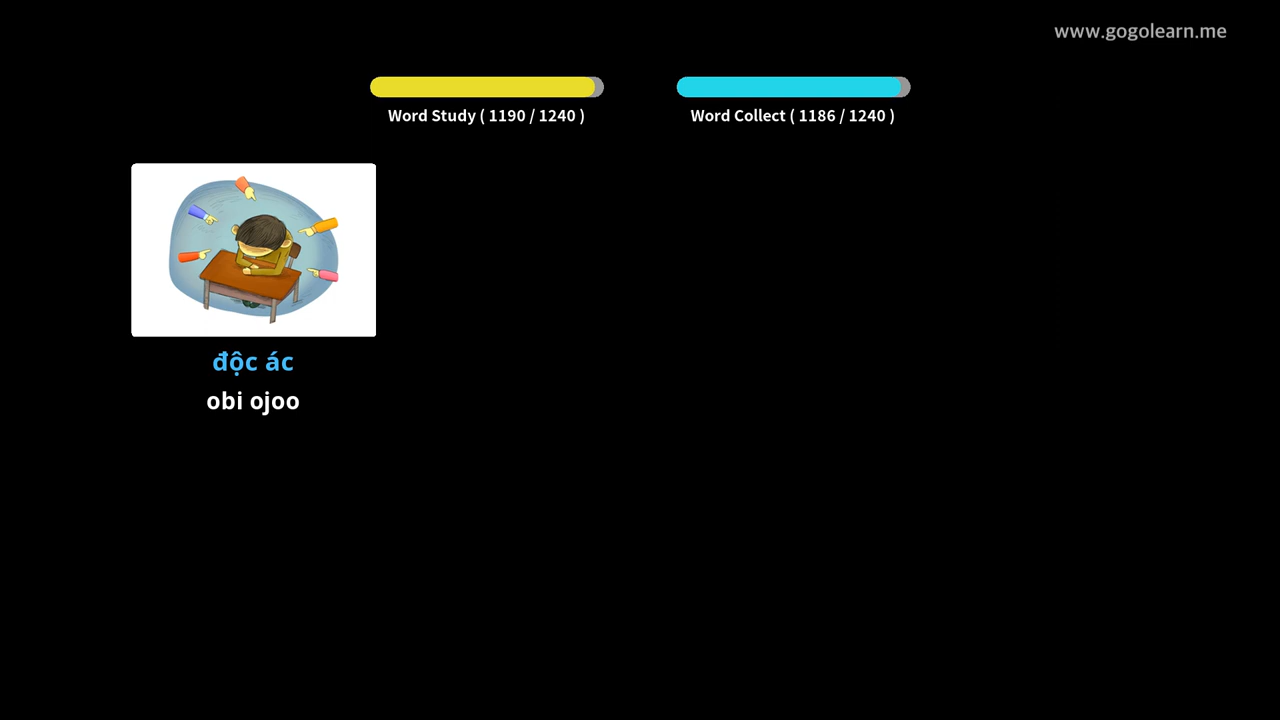 www.gogolearn.me
Word Study ( 1190 / 1240 )
Word Collect ( 1186 / 1240 )
độc ác
obi ojoo